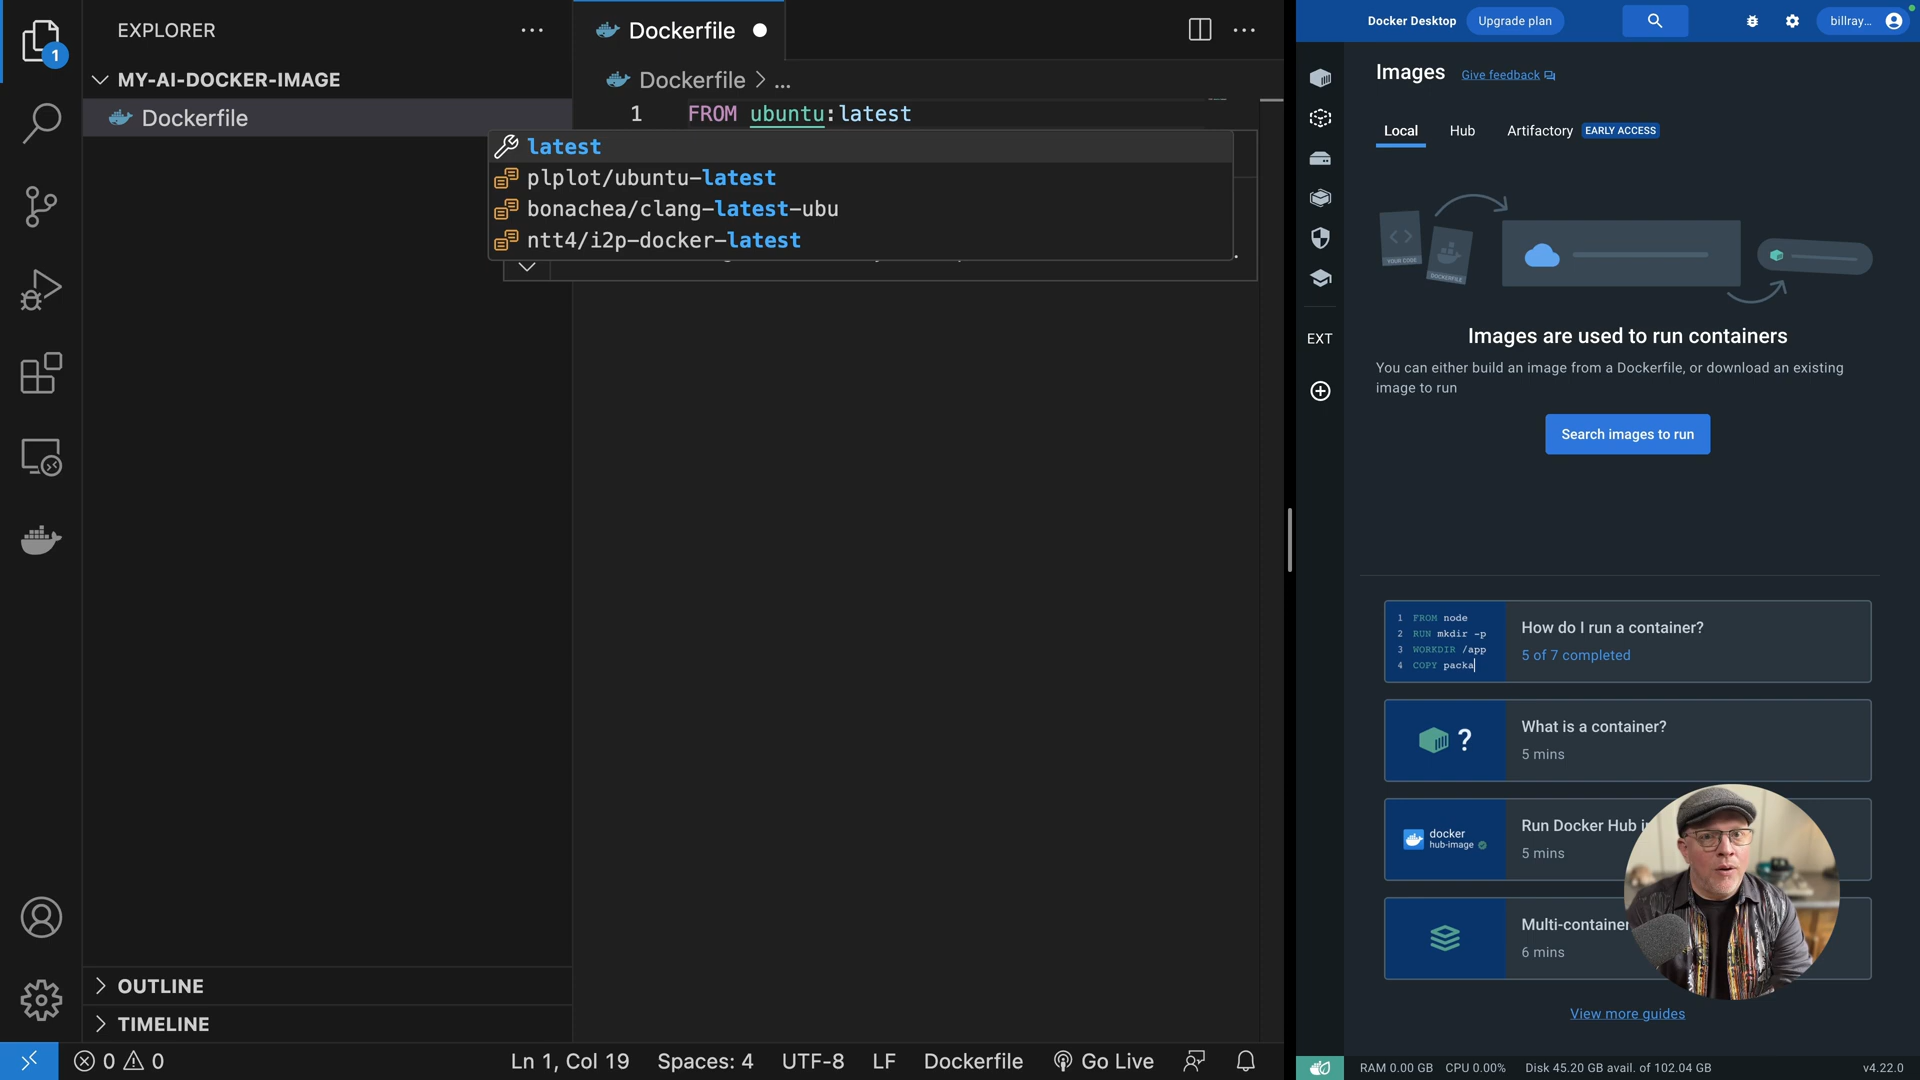 EXPLORER
1
MY-AI-DOCKER-IMAGE
Dockerfile
OUTLINE
TIMELINE
Dockerfile
Dockerfile > ...
1 FROM ubuntu:latest
latest
plplot/ubuntu-latest
bonachea/clang-latest-ubu
ntt4/i2p-docker-latest
0 0
Ln 1, Col 19 Spaces: 4 UTF-8 LF Dockerfile Go Live
Docker Desktop Upgrade plan billray...
Images Give feedback
Local Hub Artifactory EARLY ACCESS
YOUR CODE
DOCKERFILE
Images are used to run containers
You can either build an image from a Dockerfile, or download an existing
image to run
EXT
Search images to run
1 FROM node
2 RUN mkdir -p
3 WORKDIR /app
4 COPY packa
How do I run a container?
5 of 7 completed
?
What is a container?
5 mins
docker
hub-image
Run Docker Hub
5 mins
Multi-container
6 mins
View more guides
RAM 0.00 GB CPU 0.00% Disk 45.20 GB avail. of 102.04 GB v4.22.0